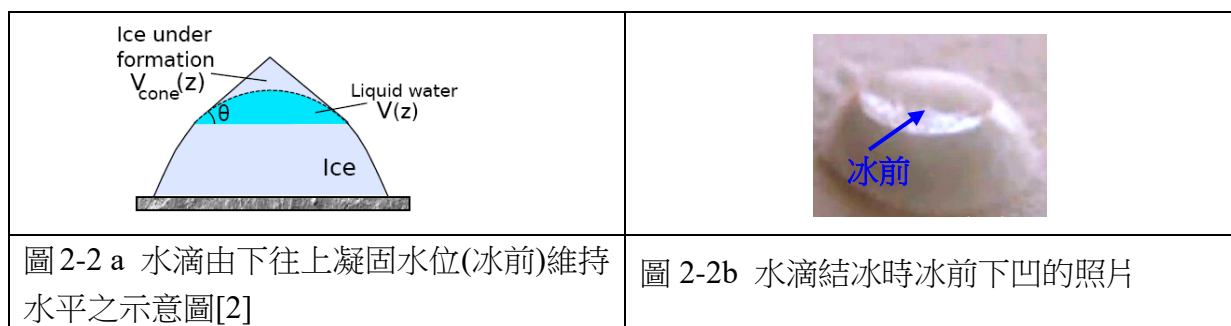 Ice under
formation
Vcone(z)
Liquid water
V(z)
θ
Ice
冰前
圖2-2 a 水滴由下往上凝固水位(冰前)維持
水平之示意圖[2]
圖 2-2b 水滴結冰時冰前下凹的照片